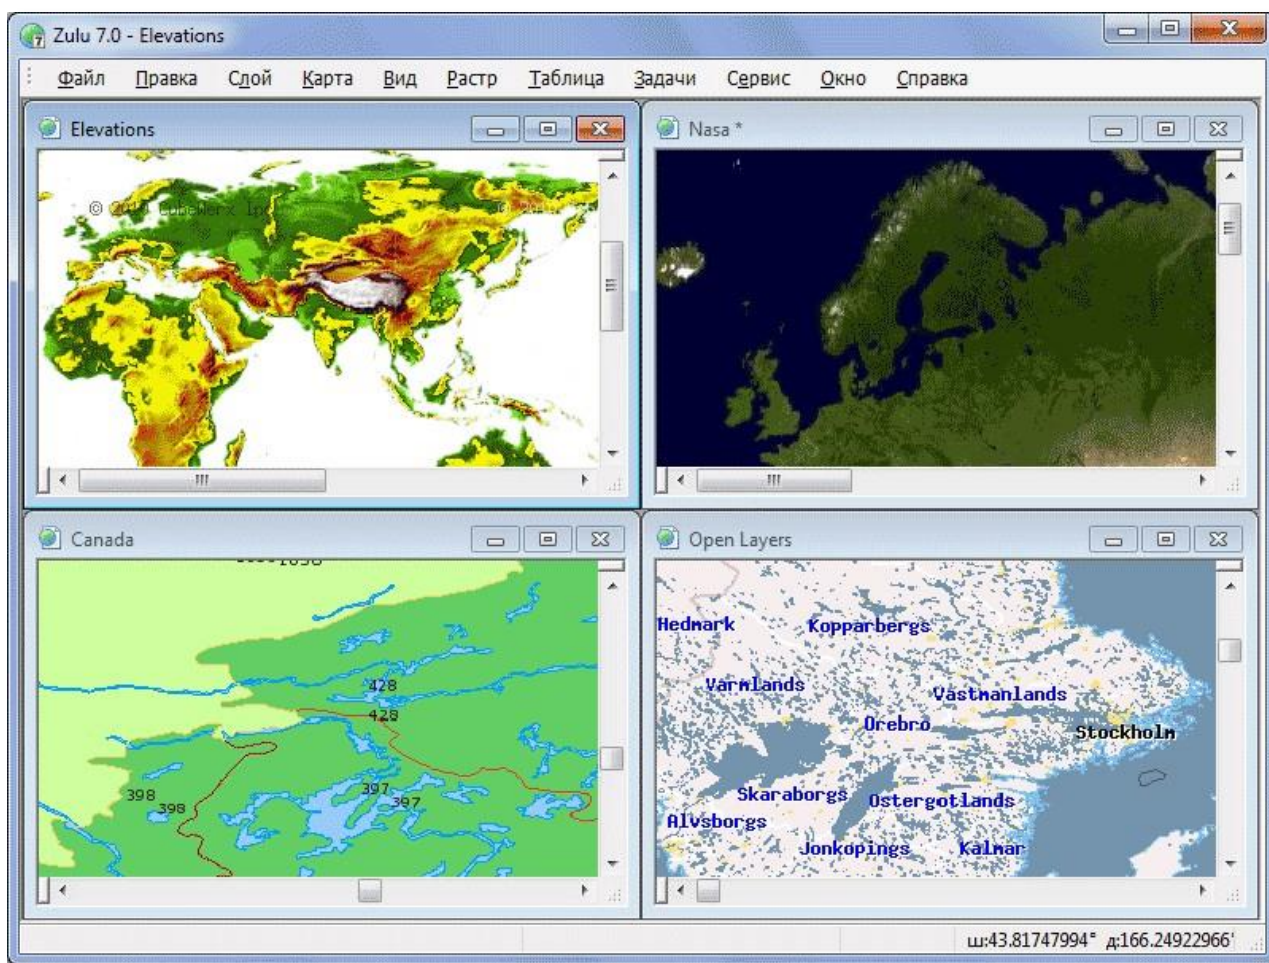 Zulu 7.0 - Elevations
Файл Правка Слой Карта Вид Растр Таблица Задачи Сервис Окно Справка
Elevations
Nasa *
© CubeWerx Inc
Canada
Open Layers
428
428
398
398
397
397
Hedmark
Kopparbergs
Varmlands
Vastmanlands
Orebro
Stockholm
Skaraborgs
Ostergotlands
Alvsborgs
Jonkopings
Kalmar
ш:43.81747994° д:166.24922966°